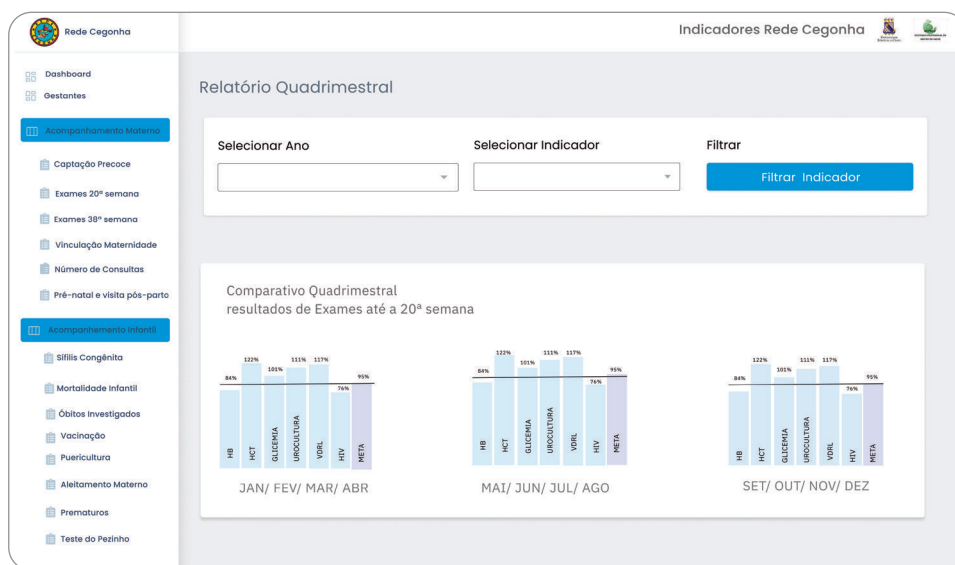 Rede Cegonha
Indicadores Rede Cegonha
Dashboard
Gestantes
Acompanhamento Materno
Captação Precoce
Exames 20ª semana
Exames 38ª semana
Vinculação Maternidade
Número de Consultas
Pré-natal e visita pós-parto
Acompanhemento Infantil
Sífilis Congênita
Mortalidade Infantil
Óbitos Investigados
Vacinação
Puericultura
Aleitamento Materno
Prematuros
Teste do Pezinho
Relatório Quadrimestral
Selecionar Ano
Selecionar Indicador
Filtrar
Filtrar Indicador
Comparativo Quadrimestral
resultados de Exames até a 20ª semana
84% 122% 101% 111% 117% 76% 95%
HB HCT GLICEMIA UROCULTURA VDRL HIV META
JAN/ FEV/ MAR/ ABR
84% 122% 101% 111% 117% 76% 95%
HB HCT GLICEMIA UROCULTURA VDRL HIV META
MAI/ JUN/ JUL/ AGO
84% 122% 101% 111% 117% 76% 95%
HB HCT GLICEMIA UROCULTURA VDRL HIV META
SET/ OUT/ NOV/ DEZ